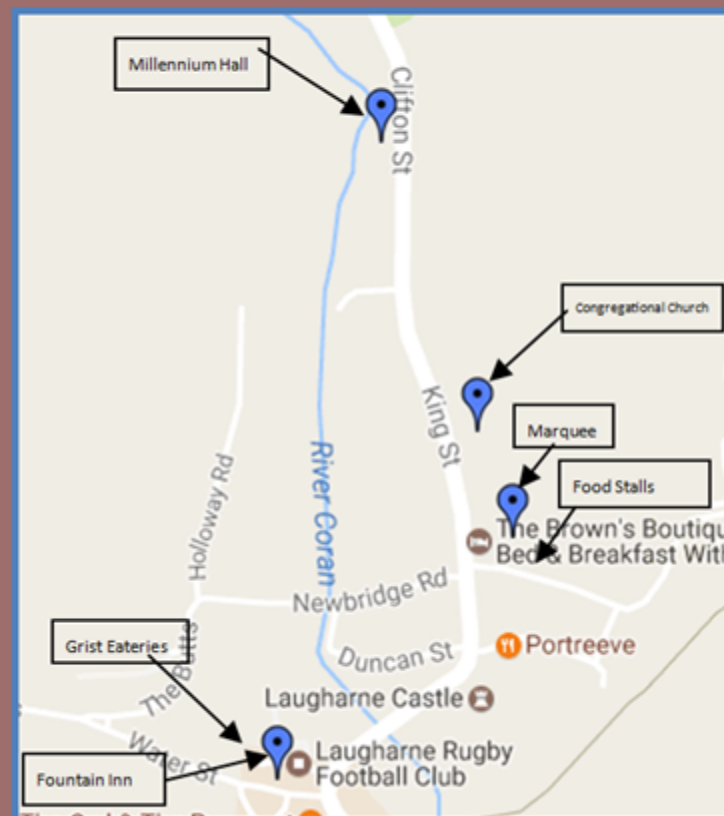 Millennium Hall
Clifton St
Congregational Church
King St
Marquee
Food Stalls
River Coran
Holloway Rd
The Brown's Boutiqu
Bed & Breakfast With
Newbridge Rd
Grist Eateries
The Butts
Duncan St
Portreeve
Laugharne Castle
Water St
Laugharne Rugby
Football Club
Fountain Inn